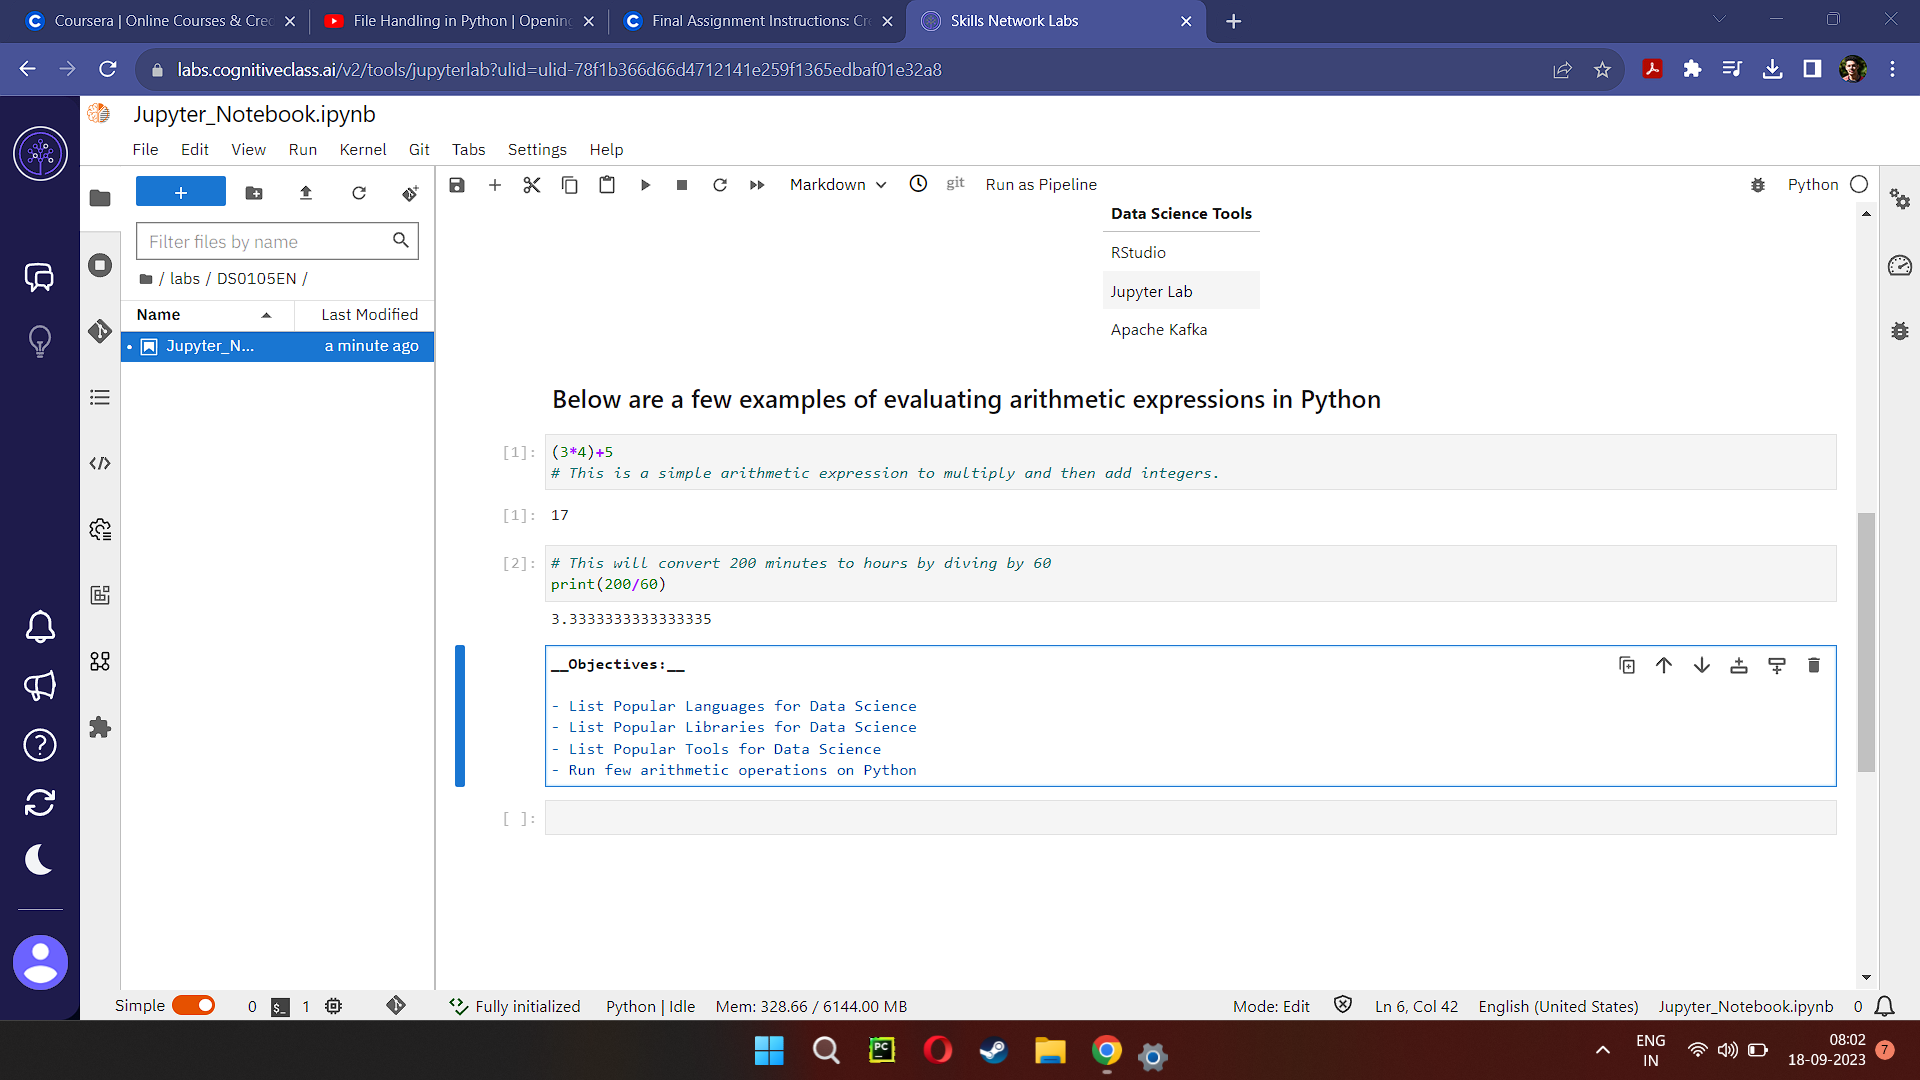 Coursera | Online Courses & Cre
File Handling in Python | Opening
Final Assignment Instructions: Cre
Skills Network Labs
labs.cognitiveclass.ai/v2/tools/jupyterlab?ulid=ulid-78f1b366d66d4712141e259f1365edbaf01e32a8
Jupyter_Notebook.ipynb
File Edit View Run Kernel Git Tabs Settings Help
Markdown git Run as Pipeline Python
Filter files by name
/ labs / DS0105EN /
Name Last Modified
Jupyter_N... a minute ago
Data Science Tools
RStudio
Jupyter Lab
Apache Kafka
Below are a few examples of evaluating arithmetic expressions in Python
[1]: (3*4)+5
# This is a simple arithmetic expression to multiply and then add integers.
[1]: 17
[2]: # This will convert 200 minutes to hours by diving by 60
print(200/60)
3.3333333333333335
__Objectives:__
- List Popular Languages for Data Science
- List Popular Libraries for Data Science
- List Popular Tools for Data Science
- Run few arithmetic operations on Python
[ ]:
Simple 0 $_ 1 Fully initialized Python | Idle Mem: 328.66 / 6144.00 MB Mode: Edit Ln 6, Col 42 English (United States) Jupyter_Notebook.ipynb 0
PC
ENG
IN
08:02
18-09-2023
7